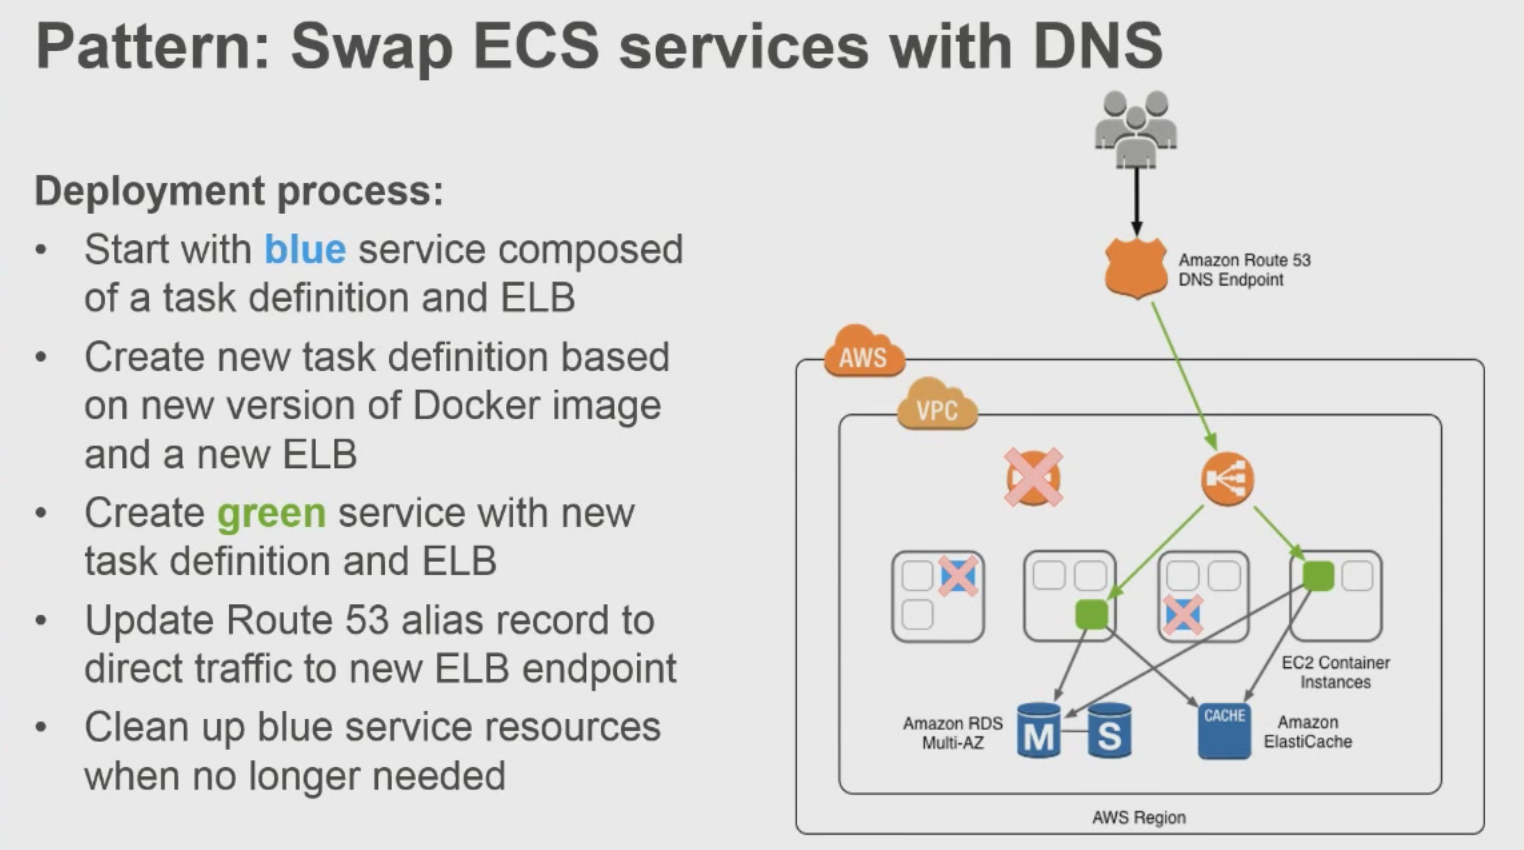 Pattern: Swap ECS services with DNS
Deployment process:
• Start with blue service composed
of a task definition and ELB
• Create new task definition based
on new version of Docker image
and a new ELB
• Create green service with new
task definition and ELB
• Update Route 53 alias record to
direct traffic to new ELB endpoint
• Clean up blue service resources
when no longer needed
Amazon Route 53
DNS Endpoint
AWS
VPC
EC2 Container
Instances
Amazon RDS
Multi-AZ
M
S
CACHE
Amazon
ElastiCache
AWS Region